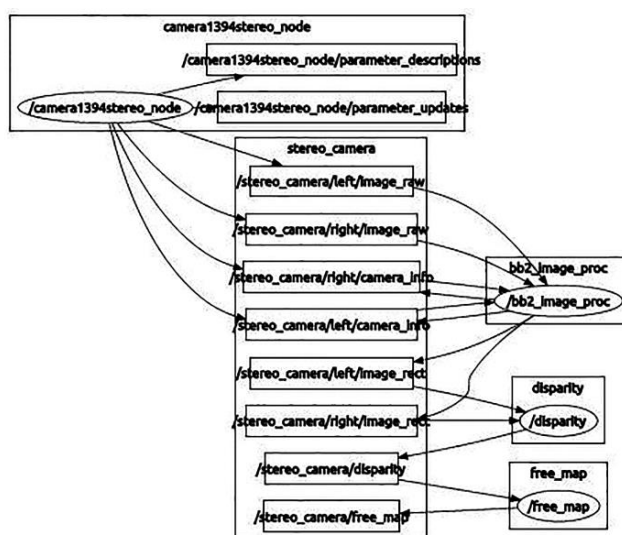 camera1394stereo_node
/camera1394stereo_node/parameter_descriptions
/camera1394stereo_node
/camera1394stereo_node/parameter_updates
stereo_camera
/stereo_camera/left/image_raw
/stereo_camera/right/image_raw
/stereo_camera/right/camera_info
/stereo_camera/left/camera_info
/stereo_camera/left/image_rect
/stereo_camera/right/image_rect
/stereo_camera/disparity
/stereo_camera/free_map
bb2_image_proc
/bb2_image_proc
disparity
/disparity
free_map
/free_map